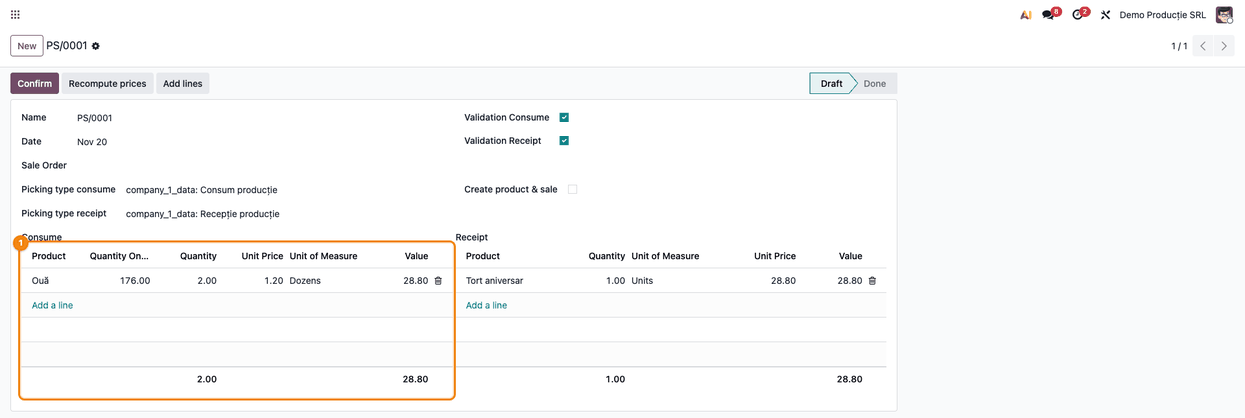 AI 8 2 Demo Producție SRL
New PS/0001 1 / 1
Confirm Recompute prices Add lines Draft Done
Name PS/0001 Validation Consume
Date Nov 20 Validation Receipt
Sale Order
Picking type consume company_1_data: Consum producție Create product & sale
Picking type receipt company_1_data: Recepție producție
Consume Receipt
1
Product Quantity On... Quantity Unit Price Unit of Measure Value Product Quantity Unit of Measure Unit Price Value
Ouă 176.00 2.00 1.20 Dozens 28.80 Tort aniversar 1.00 Units 28.80 28.80
Add a line Add a line
2.00 28.80 1.00 28.80